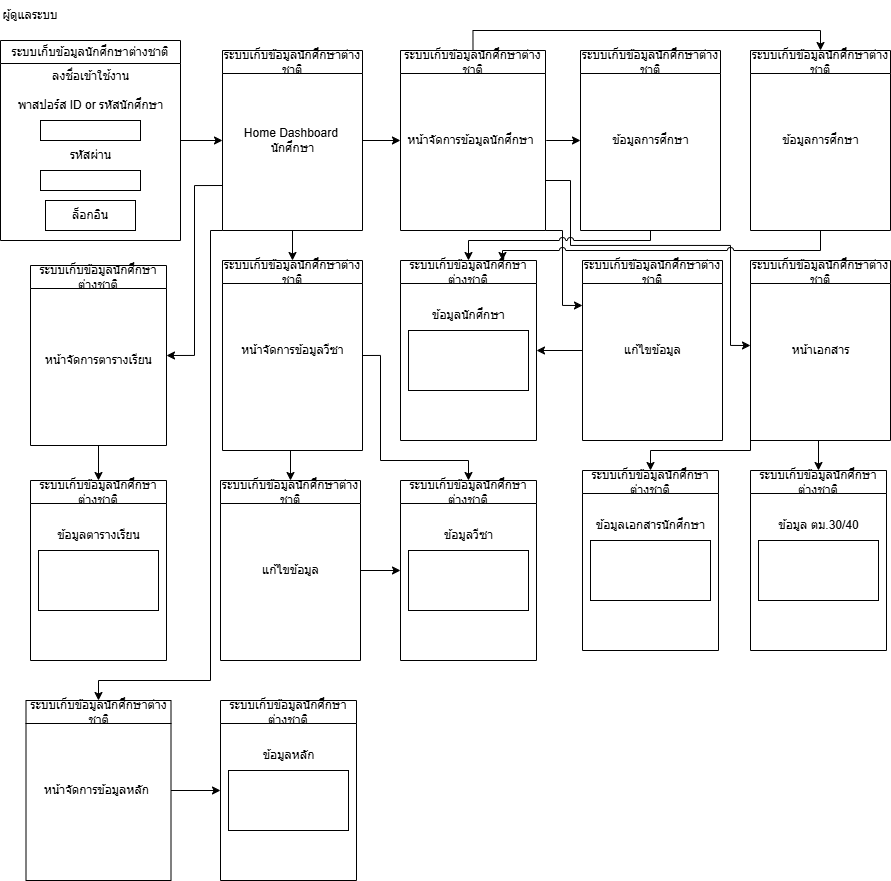 ผู้ดูแลระบบ
ระบบเก็บข้อมูลนักศึกษาต่างชาติ
ลงชื่อเข้าใช้งาน
พาสปอร์ส ID or รหัสนักศึกษา
รหัสผ่าน
ล็อกอิน
ระบบเก็บข้อมูลนักศึกษาต่าง
ชาติ
Home Dashboard
นักศึกษา
ระบบเก็บข้อมูลนักศึกษาต่าง
ชาติ
หน้าจัดการข้อมูลนักศึกษา
ระบบเก็บข้อมูลนักศึกษาต่าง
ชาติ
ข้อมูลการศึกษา
ระบบเก็บข้อมูลนักศึกษาต่าง
ชาติ
ข้อมูลการศึกษา
ระบบเก็บข้อมูลนักศึกษา
ต่างชาติ
หน้าจัดการตารางเรียน
ระบบเก็บข้อมูลนักศึกษาต่าง
ชาติ
หน้าจัดการข้อมูลวีซา
ระบบเก็บข้อมูลนักศึกษา
ต่างชาติ
ข้อมูลนักศึกษา
ระบบเก็บข้อมูลนักศึกษาต่าง
ชาติ
แก้ไขข้อมูล
ระบบเก็บข้อมูลนักศึกษาต่าง
ชาติ
หน้าเอกสาร
ระบบเก็บข้อมูลนักศึกษา
ต่างชาติ
ข้อมูลตารางเรียน
ระบบเก็บข้อมูลนักศึกษาต่าง
ชาติ
แก้ไขข้อมูล
ระบบเก็บข้อมูลนักศึกษา
ต่างชาติ
ข้อมูลวีซา
ระบบเก็บข้อมูลนักศึกษา
ต่างชาติ
ข้อมูลเอกสารนักศึกษา
ระบบเก็บข้อมูลนักศึกษา
ต่างชาติ
ข้อมูล ตม.30/40
ระบบเก็บข้อมูลนักศึกษาต่าง
ชาติ
หน้าจัดการข้อมูลหลัก
ระบบเก็บข้อมูลนักศึกษา
ต่างชาติ
ข้อมูลหลัก